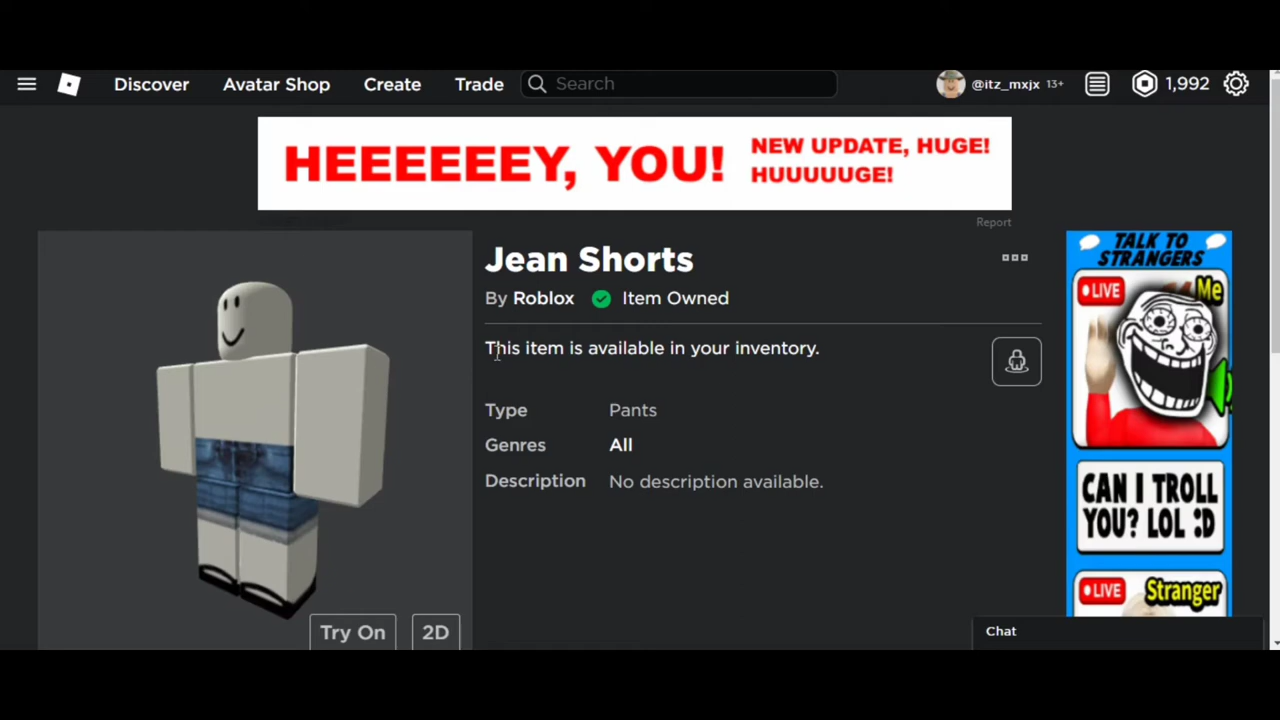 Discover
Avatar Shop
Create
Trade
Search
@itz_mxjx 13+
1,992
HEEEEEEY, YOU!
NEW UPDATE, HUGE!
HUUUUUGE!
Report
Jean Shorts
By Roblox Item Owned
This item is available in your inventory.
Type Pants
Genres All
Description No description available.
Try On
2D
TALK TO
STRANGERS
LIVE
Me
CAN I TROLL
YOU? LOL :D
LIVE
Stranger
Chat